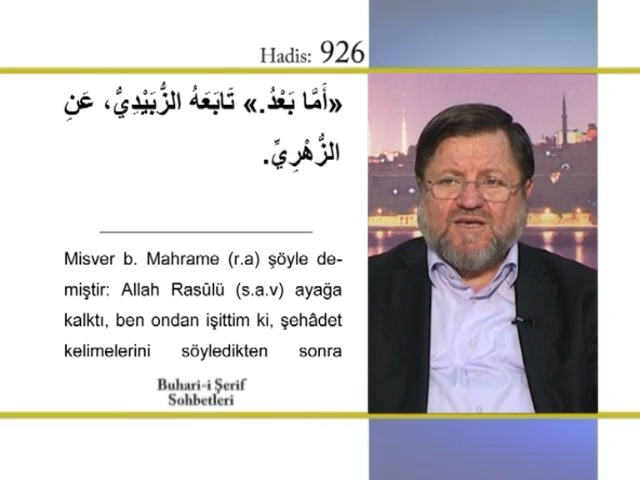 Hadis: 926
«أَمَّا بَعْدُ.» تَابَعَهُ الزُّبَيْدِيُّ، عَنِ
الزُّهْرِيِّ.
Misver b. Mahrame (r.a) şöyle de-
miştir: Allah Rasûlü (s.a.v) ayağa
kalktı, ben ondan işittim ki, şehâdet
kelimelerini söyledikten sonra
Buhari-i Şerif
Sohbetleri